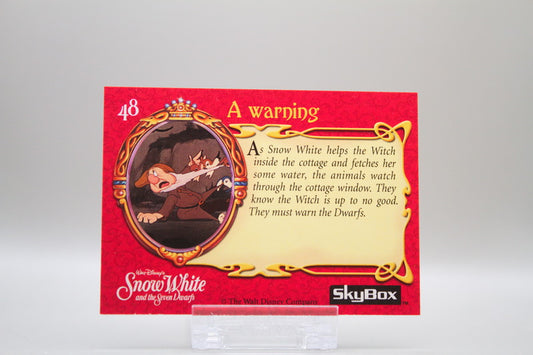 48
A warning
As Snow White helps the Witch
inside the cottage and fetches her
some water, the animals watch
through the cottage window. They
know the Witch is up to no good.
They must warn the Dwarfs.
Walt Disney's
Snow White
and the Seven Dwarfs
© The Walt Disney Company
SkyBox
TM